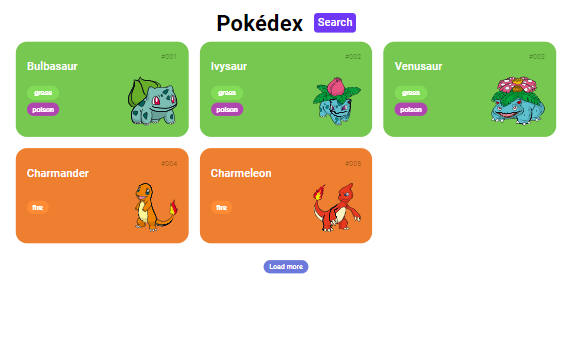 Pokédex Search
#001
Bulbasaur
grass
poison
#002
Ivysaur
grass
poison
#003
Venusaur
grass
poison
#004
Charmander
fire
#005
Charmeleon
fire
Load more